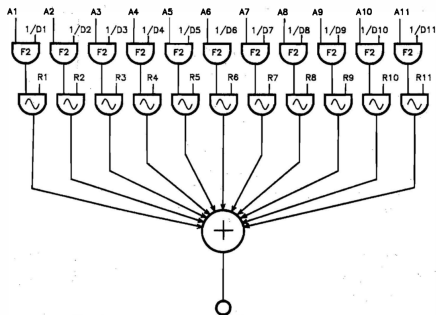 A1 A2 A3 A4 A5 A6 A7 A8 A9 A10 A11
1/D1 1/D2 1/D3 1/D4 1/D5 1/D6 1/D7 1/D8 1/D9 1/D10 1/D11
F2 F2 F2 F2 F2 F2 F2 F2 F2 F2 F2
R1 R2 R3 R4 R5 R6 R7 R8 R9 R10 R11
+